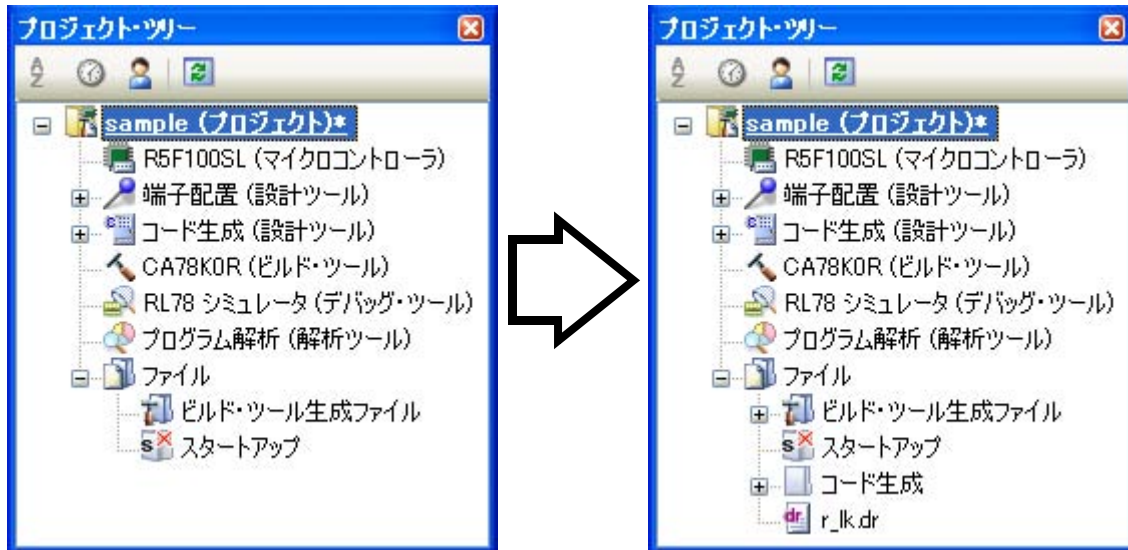 プロジェクト・ツリー
sample (プロジェクト)*
R5F100SL (マイクロコントローラ)
端子配置 (設計ツール)
コード生成 (設計ツール)
CA78K0R (ビルド・ツール)
RL78 シミュレータ (デバッグ・ツール)
プログラム解析 (解析ツール)
ファイル
ビルド・ツール生成ファイル
スタートアップ
プロジェクト・ツリー
sample (プロジェクト)*
R5F100SL (マイクロコントローラ)
端子配置 (設計ツール)
コード生成 (設計ツール)
CA78K0R (ビルド・ツール)
RL78 シミュレータ (デバッグ・ツール)
プログラム解析 (解析ツール)
ファイル
ビルド・ツール生成ファイル
スタートアップ
コード生成
r_lk.dr